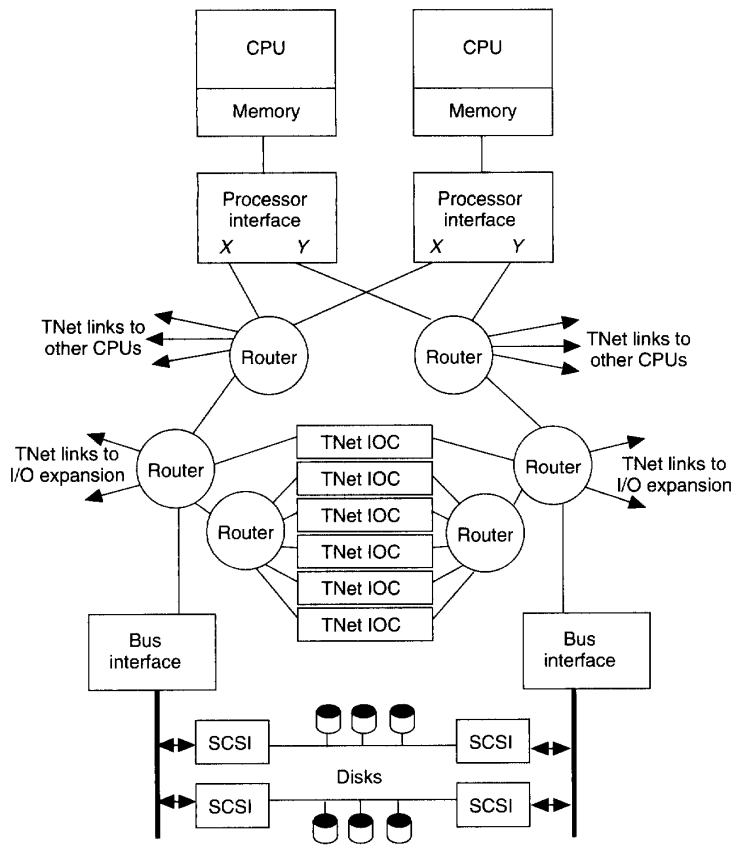 CPU
CPU
Memory
Memory
Processor
interface
X Y
Processor
interface
X Y
TNet links to
other CPUs
Router
Router
TNet links to
other CPUs
TNet links to
I/O expansion
Router
TNet IOC
Router
TNet links to
I/O expansion
TNet IOC
TNet IOC
Router
Router
TNet IOC
TNet IOC
TNet IOC
Bus
interface
Bus
interface
SCSI
SCSI
Disks
SCSI
SCSI